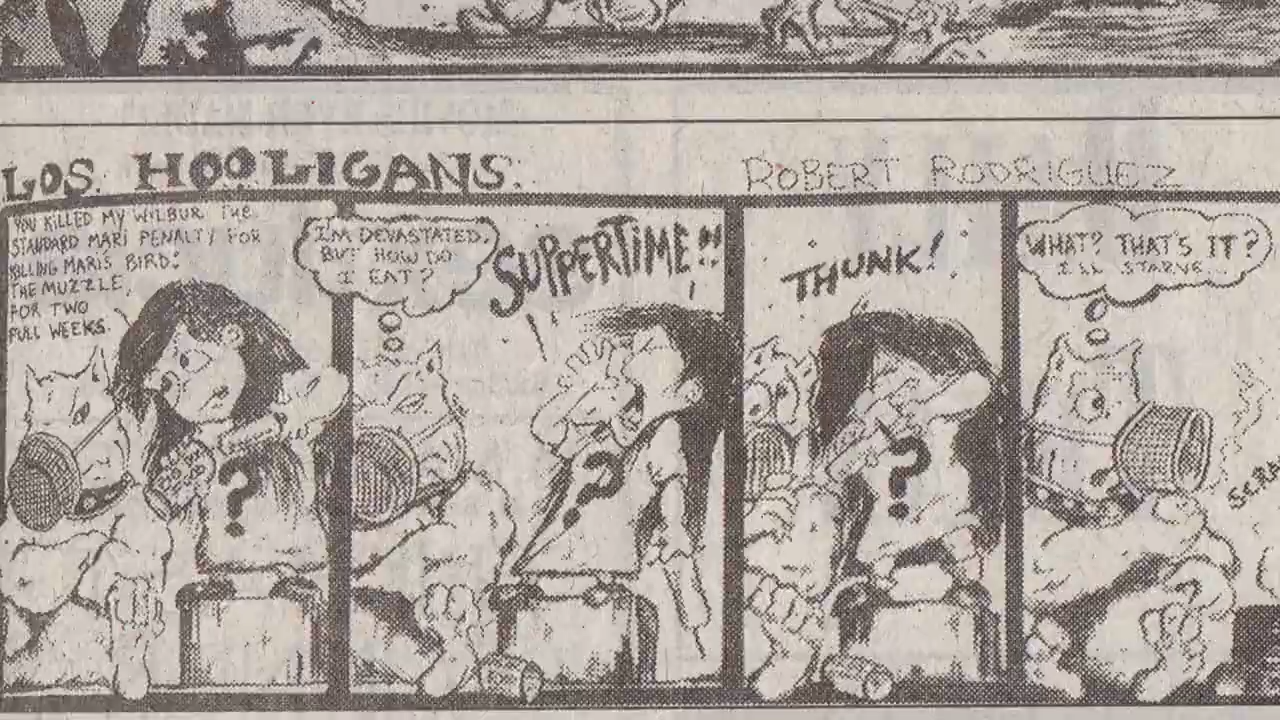 LOS HOOLIGANS.
ROBERT RODRIGUEZ
YOU KILLED MY WILBUR. THE
STANDARD MARI PENALTY FOR
KILLING MARI'S BIRD:
THE MUZZLE,
FOR TWO
FULL WEEKS.
I'M DEVASTATED,
BUT HOW DO
I EAT?
SUPPERTIME!!
THUNK!
WHAT? THAT'S IT?
I'LL STARVE...
?
?
?